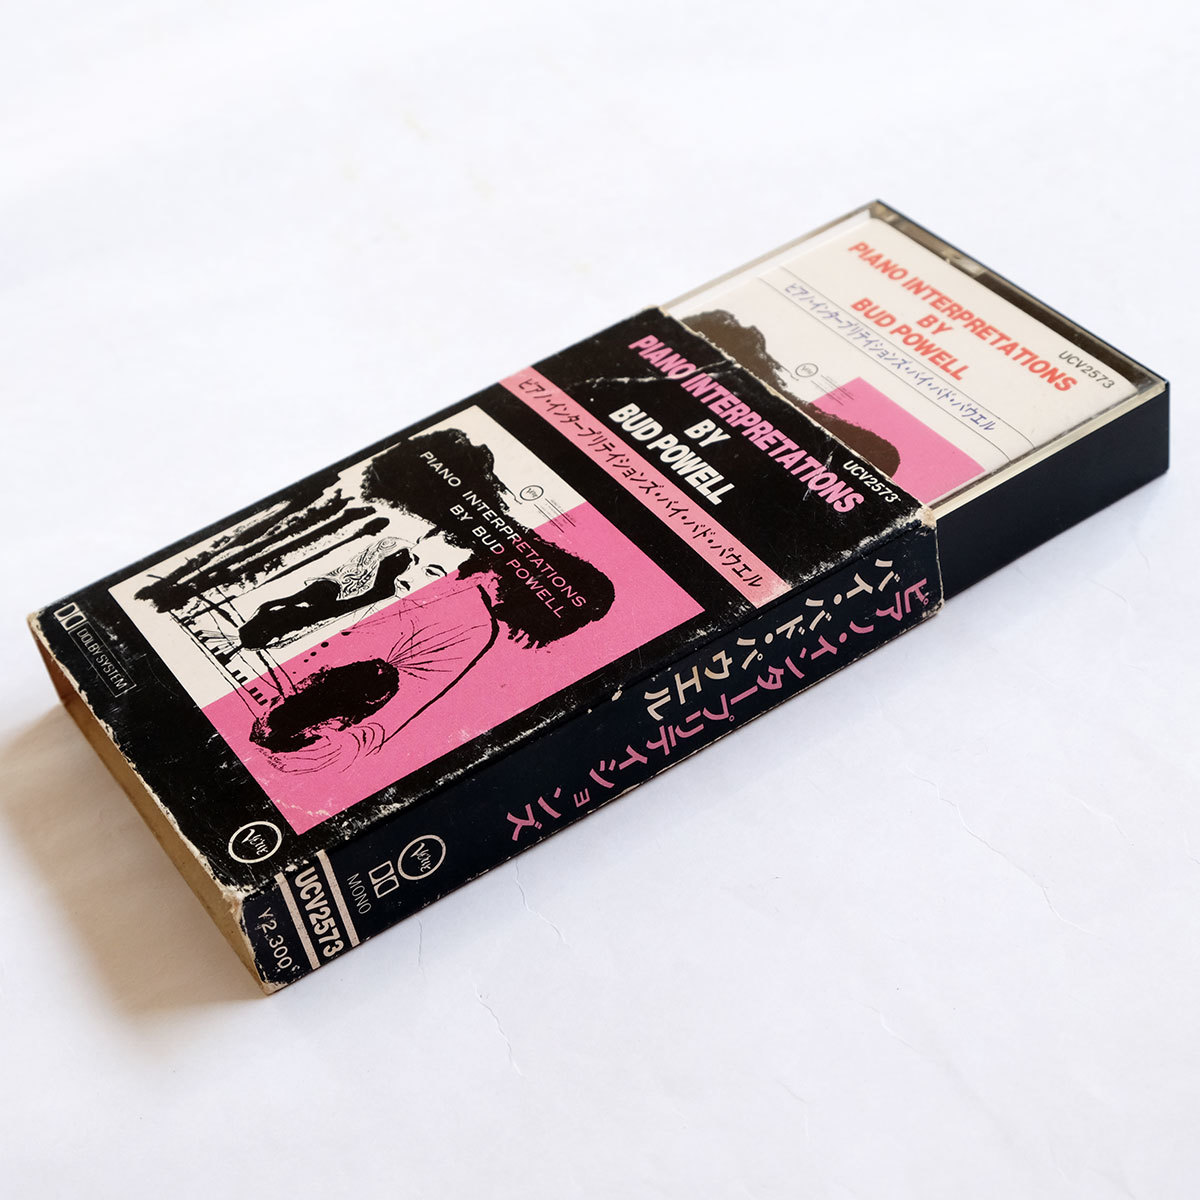 PIANO INTERPRETATIONS
BY
BUD POWELL
UCV2573
ピアノ・インタープリテイションズ・バイ・バド・パウエル
PIANO INTERPRETATIONS
BY
BUD POWELL
UCV2573
ピアノ・インタープリテイションズ・バイ・バド・パウエル
PIANO INTERPRETATIONS
BY BUD POWELL
DOLBY SYSTEM
Verve
ピアノ・インタープリテイションズ
バイ・バド・パウエル
Verve
MONO
UCV2573
¥2,300